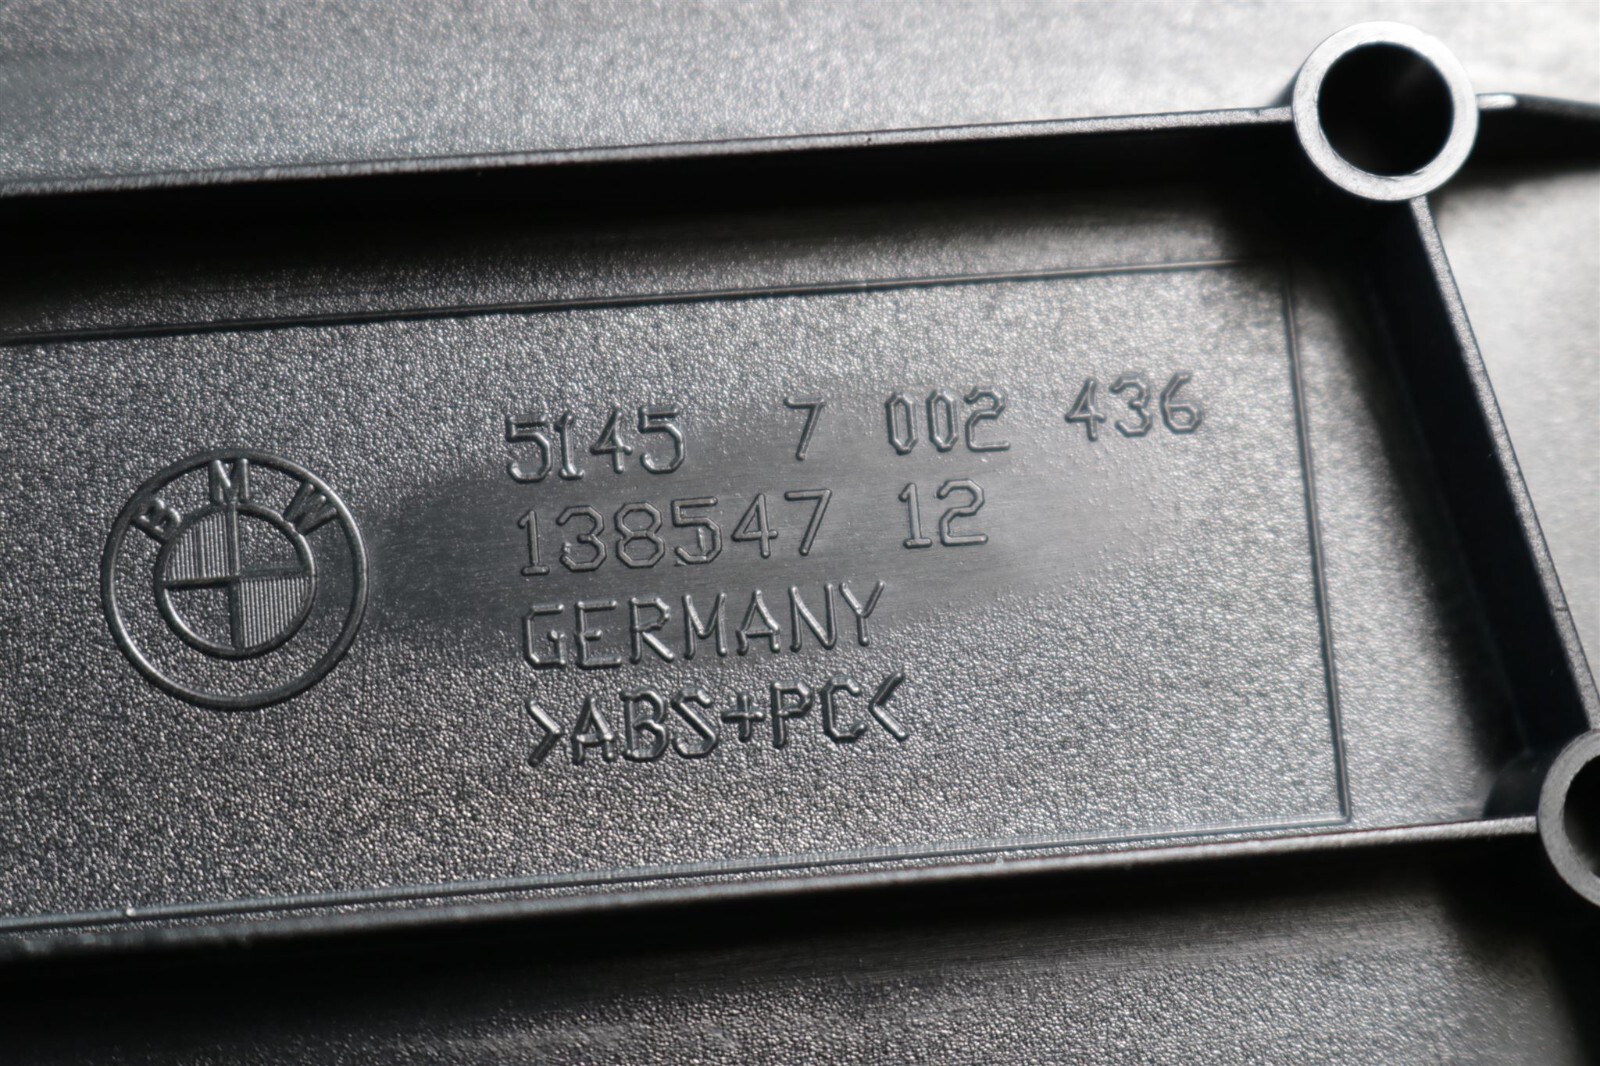 BMW
5145 7 002 436
138547 12
GERMANY
>ABS+PC<